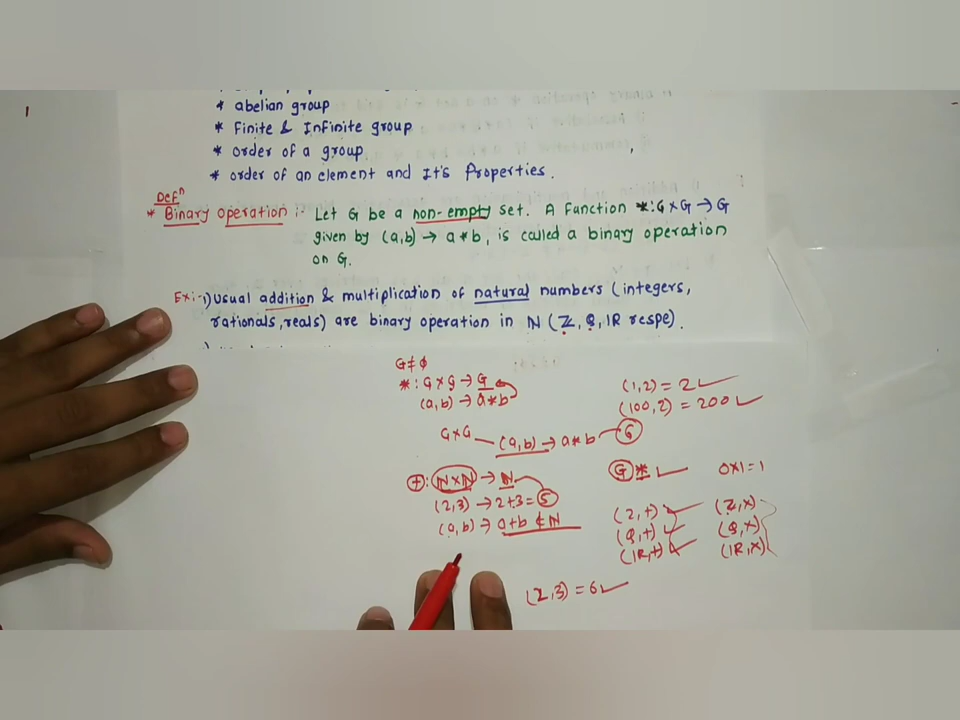 * abelian group
* Finite & Infinite group
* order of a group
* order of an element and It's Properties.
Defⁿ
* Binary operation :- Let G be a non-empty set. A Function *: G × G → G
given by (a,b) → a * b, is called a binary operation
on G.
Ex:- 1) Usual addition & multiplication of natural numbers (integers,
rationals, reals) are binary operation in ℕ (ℤ, Q, IR respe).
G ≠ ϕ
*: G × G → G
(a,b) → a * b
G×G — (a,b) → a * b — G
+: ℕ×ℕ → ℕ
(2,3) → 2+3 = 5
(a,b) → a+b ∉ ℕ
(1,2) = 2 ✓
(100,2) = 200 ✓
G * ✓
0×1=1
(Z,+) (Z,×)
(Q,+) (Q,×)
(IR,+) (IR,×)
(2,3) = 6 ✓